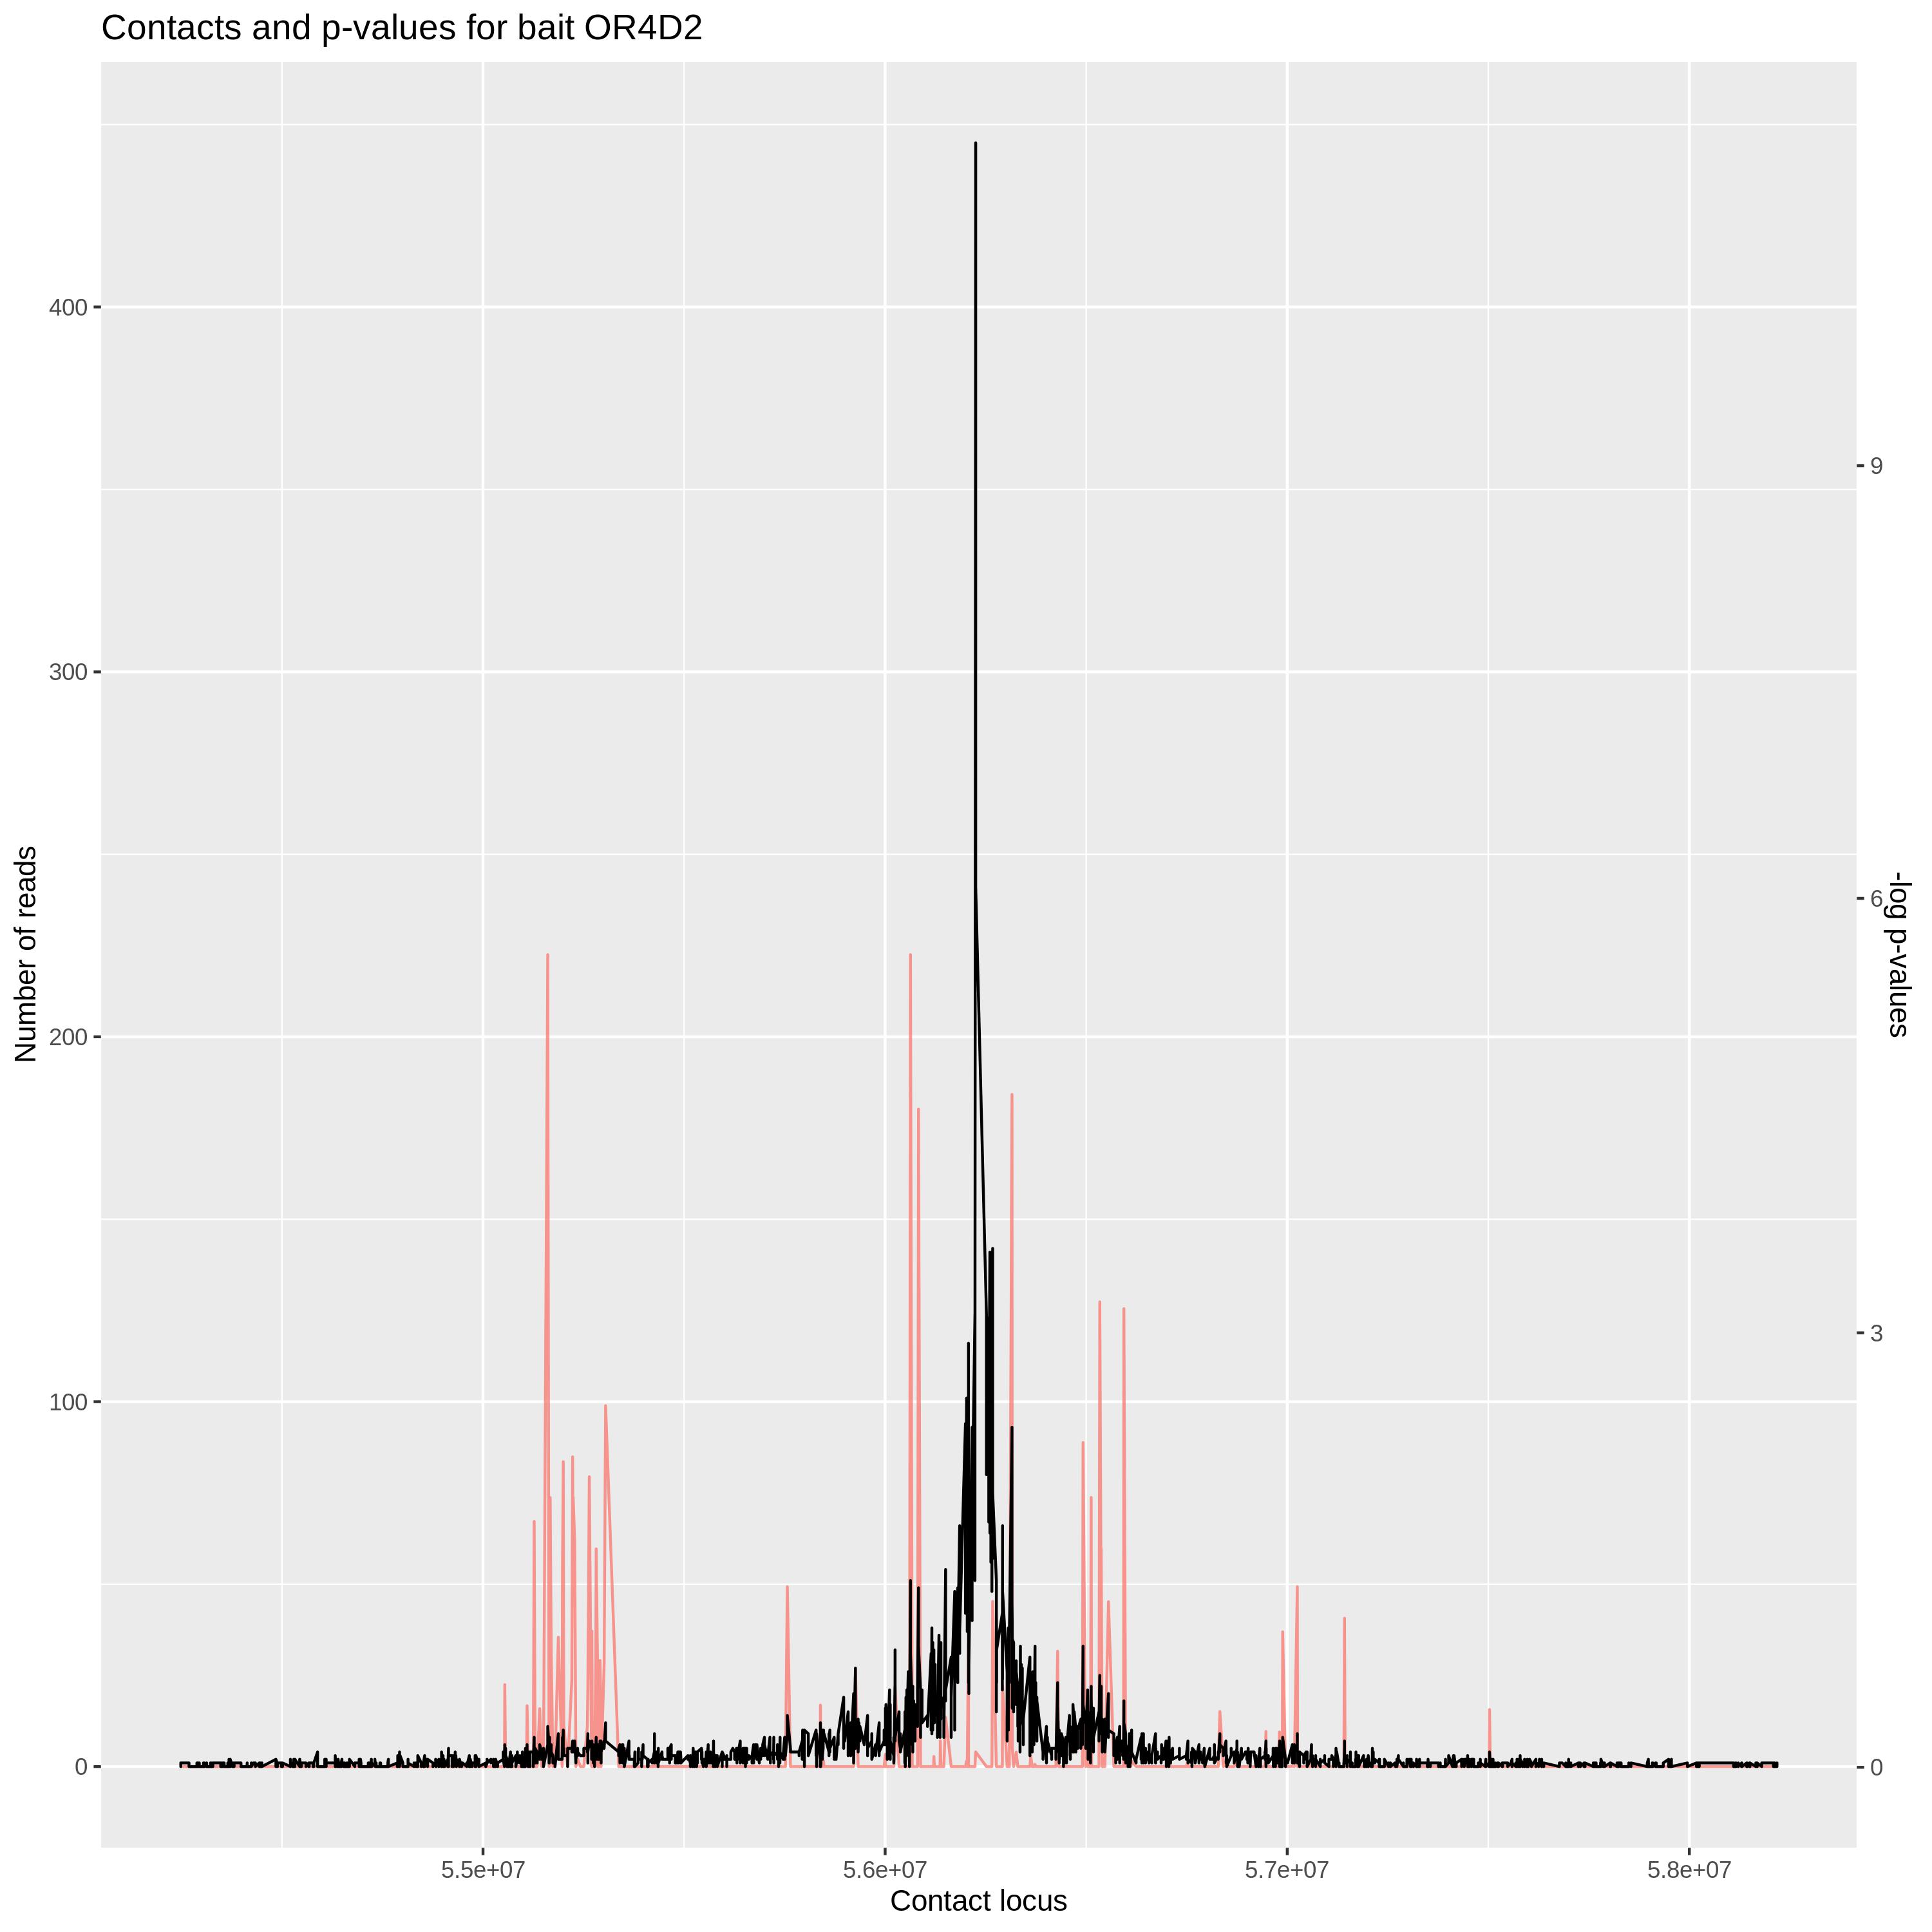 Contacts and p-values for bait OR4D2
Number of reads
400
300
200
100
0
9
6
3
0
-log p-values
5.5e+07 5.6e+07 5.7e+07 5.8e+07
Contact locus